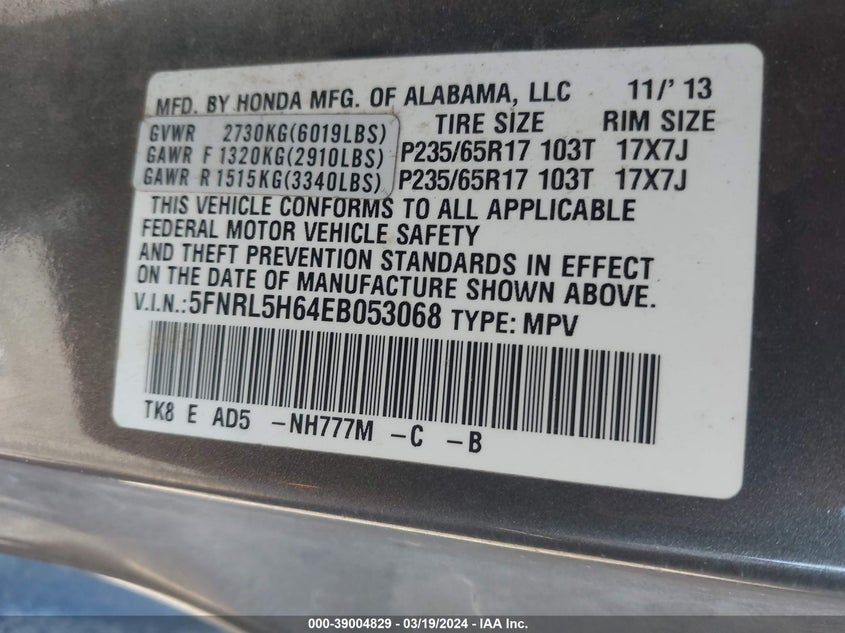 MFD. BY HONDA MFG. OF ALABAMA, LLC 11/'13
GVWR 2730KG(6019LBS) TIRE SIZE RIM SIZE
GAWR F 1320KG(2910LBS) P235/65R17 103T 17X7J
GAWR R 1515KG(3340LBS) P235/65R17 103T 17X7J
THIS VEHICLE CONFORMS TO ALL APPLICABLE
FEDERAL MOTOR VEHICLE SAFETY
AND THEFT PREVENTION STANDARDS IN EFFECT
ON THE DATE OF MANUFACTURE SHOWN ABOVE.
V.I.N.:5FNRL5H64EB053068 TYPE: MPV
TK8 E AD5 -NH777M -C -B
000-39004829 - 03/19/2024 - IAA Inc.